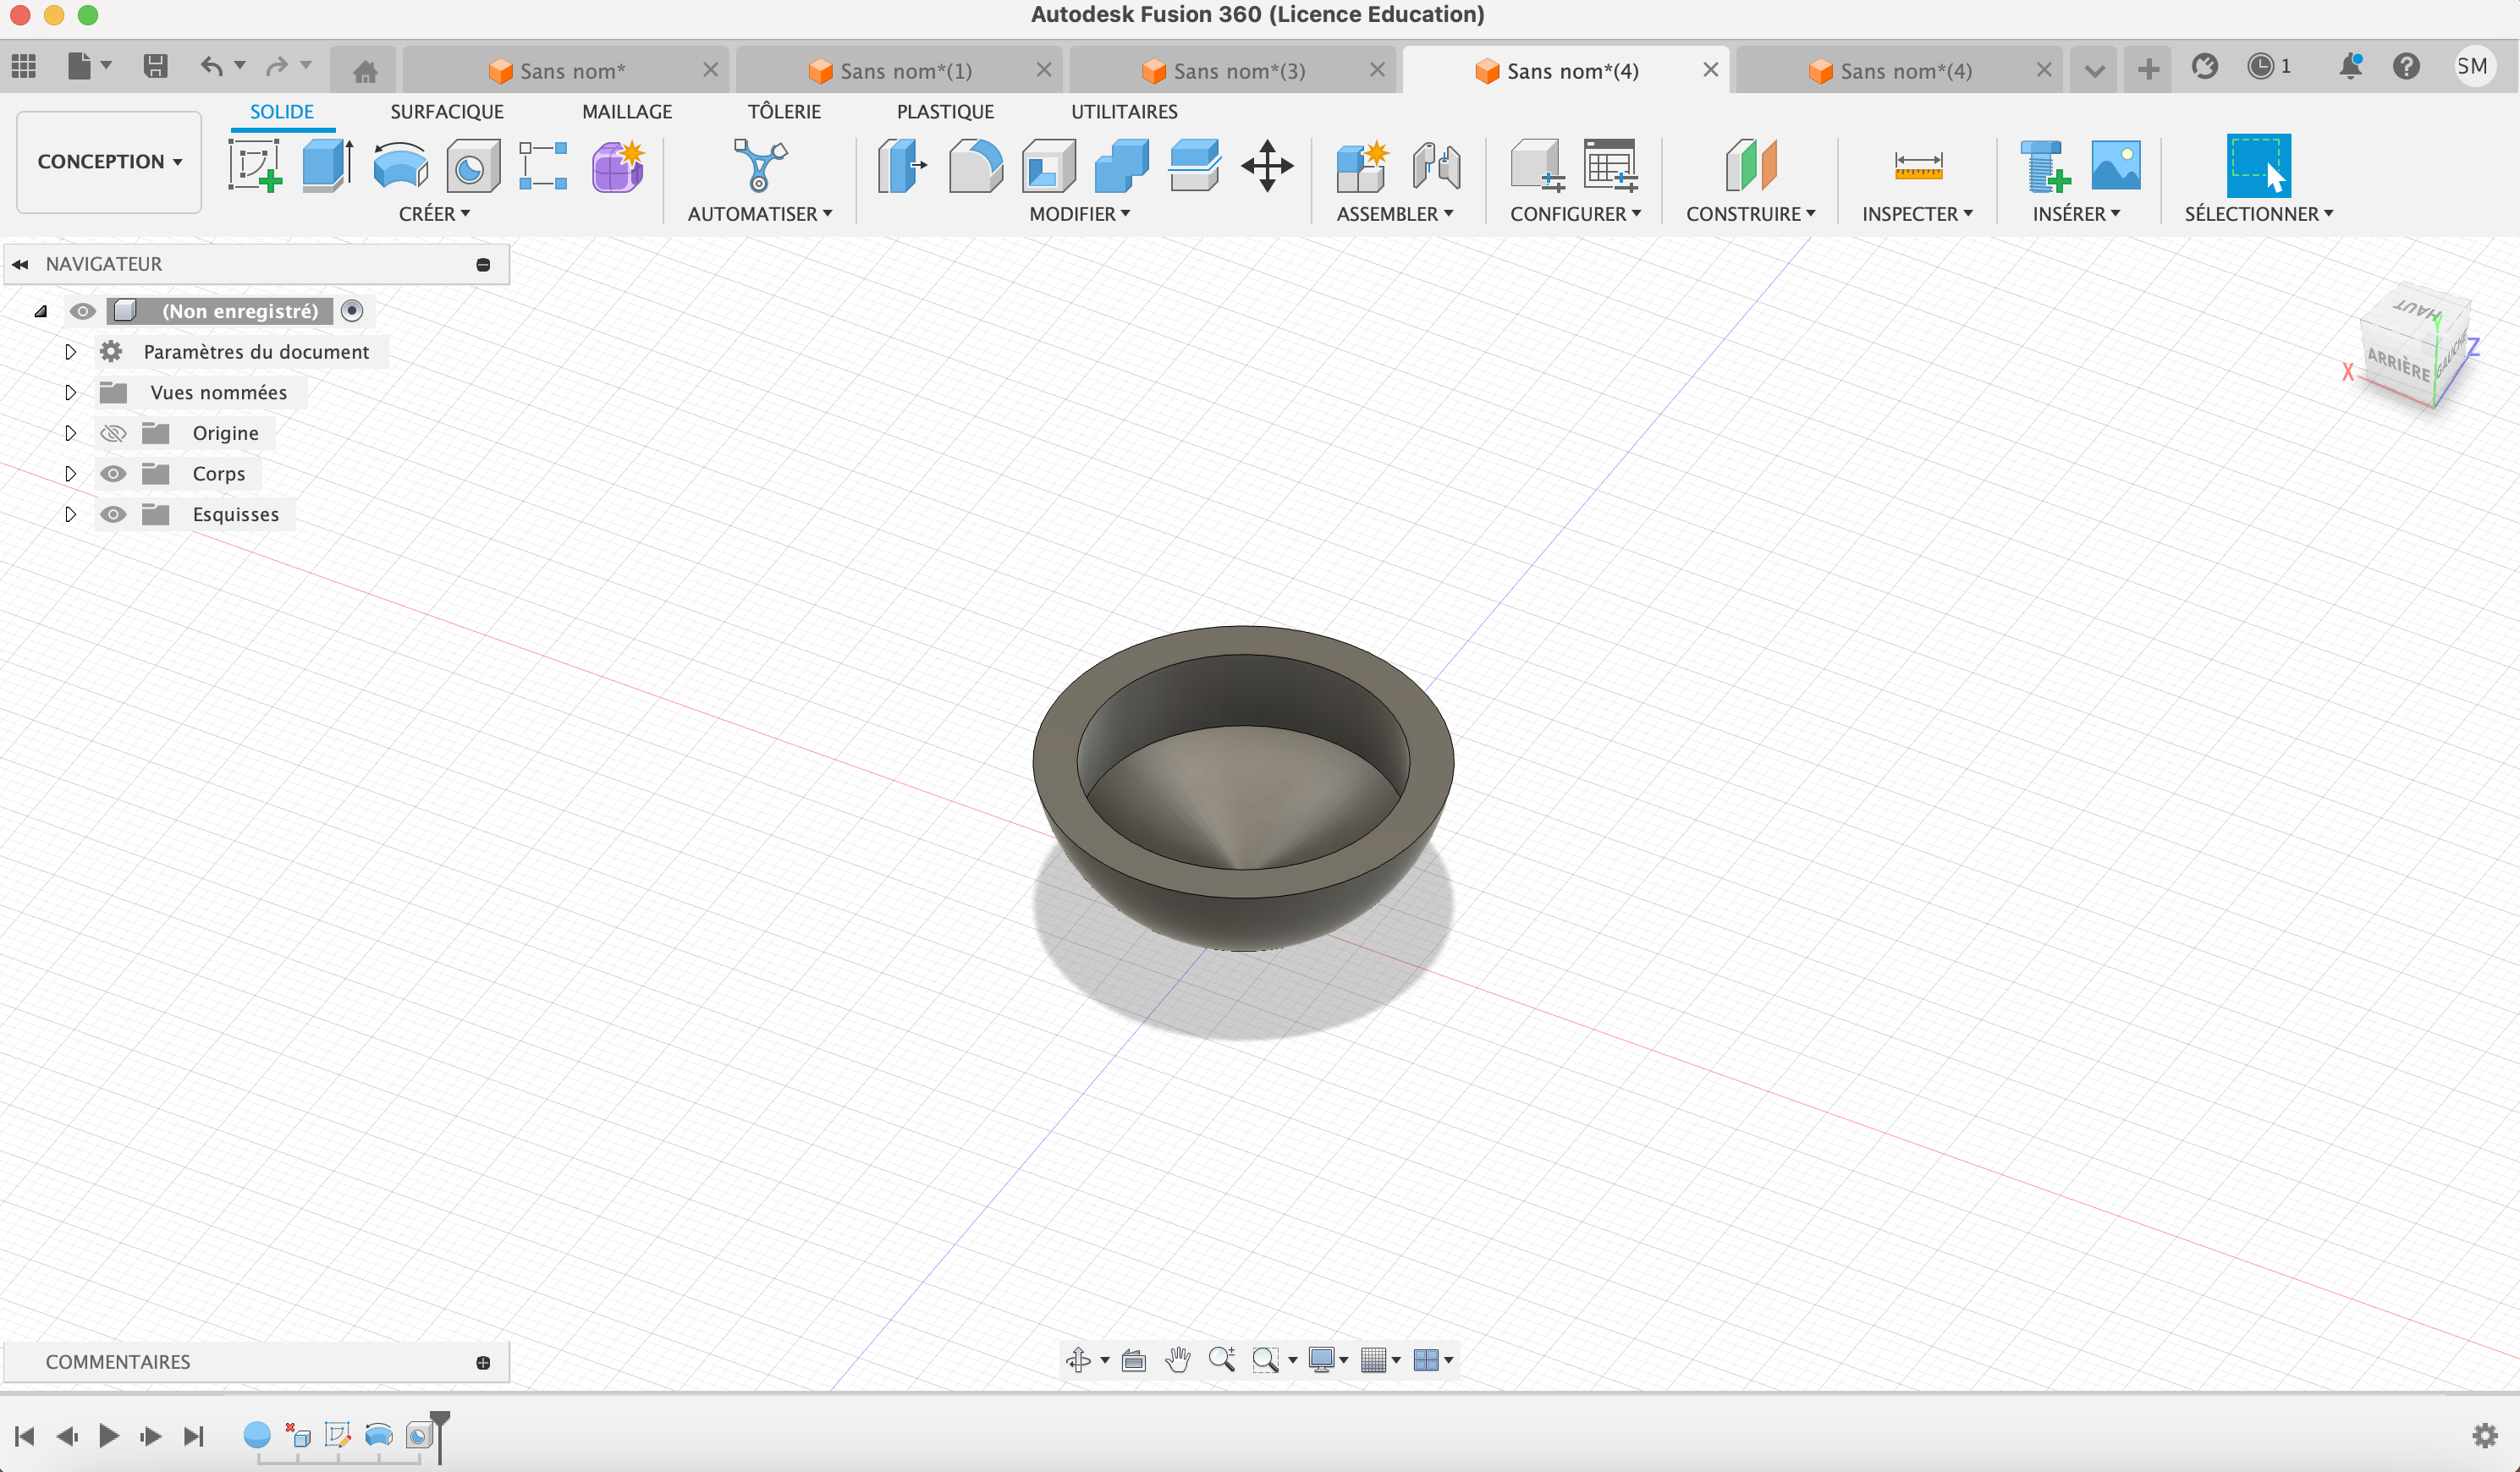 Autodesk Fusion 360 (Licence Education)
Sans nom*
Sans nom*(1)
Sans nom*(3)
Sans nom*(4)
Sans nom*(4)
1
SM
SOLIDE
SURFACIQUE
MAILLAGE
TÔLERIE
PLASTIQUE
UTILITAIRES
CONCEPTION
CRÉER
AUTOMATISER
MODIFIER
ASSEMBLER
CONFIGURER
CONSTRUIRE
INSPECTER
INSÉRER
SÉLECTIONNER
NAVIGATEUR
(Non enregistré)
Paramètres du document
Vues nommées
Origine
Corps
Esquisses
HAUT
Y
Z
ARRIÈRE
GAUCHE
X
COMMENTAIRES